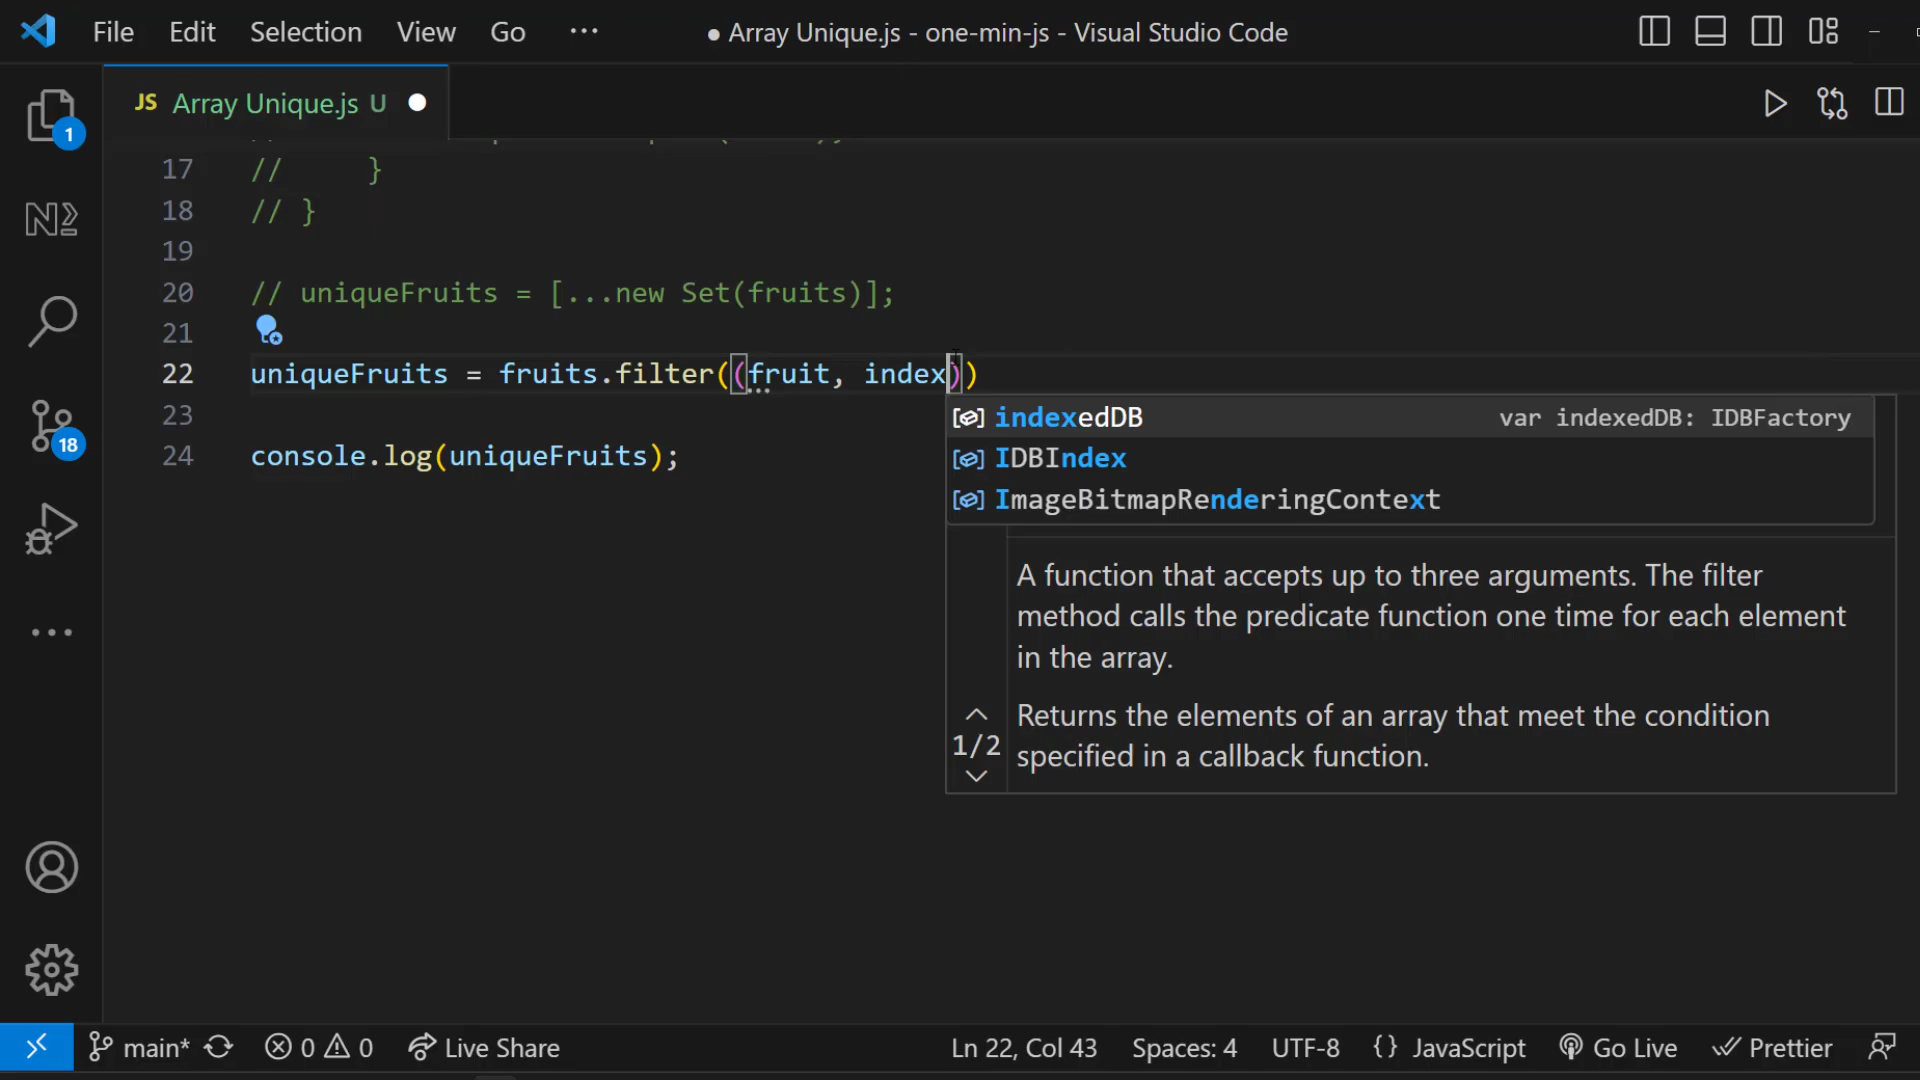 File Edit Selection View Go ··· ● Array Unique.js - one-min-js - Visual Studio Code
JS Array Unique.js U ●
1
17 // }
18 // }
19
20 // uniqueFruits = [...new Set(fruits)];
21
22 uniqueFruits = fruits.filter((fruit, index))
23
24 console.log(uniqueFruits);
indexedDB var indexedDB: IDBFactory
IDBIndex
ImageBitmapRenderingContext
A function that accepts up to three arguments. The filter
method calls the predicate function one time for each element
in the array.
Returns the elements of an array that meet the condition
specified in a callback function.
1/2
18
main* 0 0 Live Share Ln 22, Col 43 Spaces: 4 UTF-8 {} JavaScript Go Live Prettier